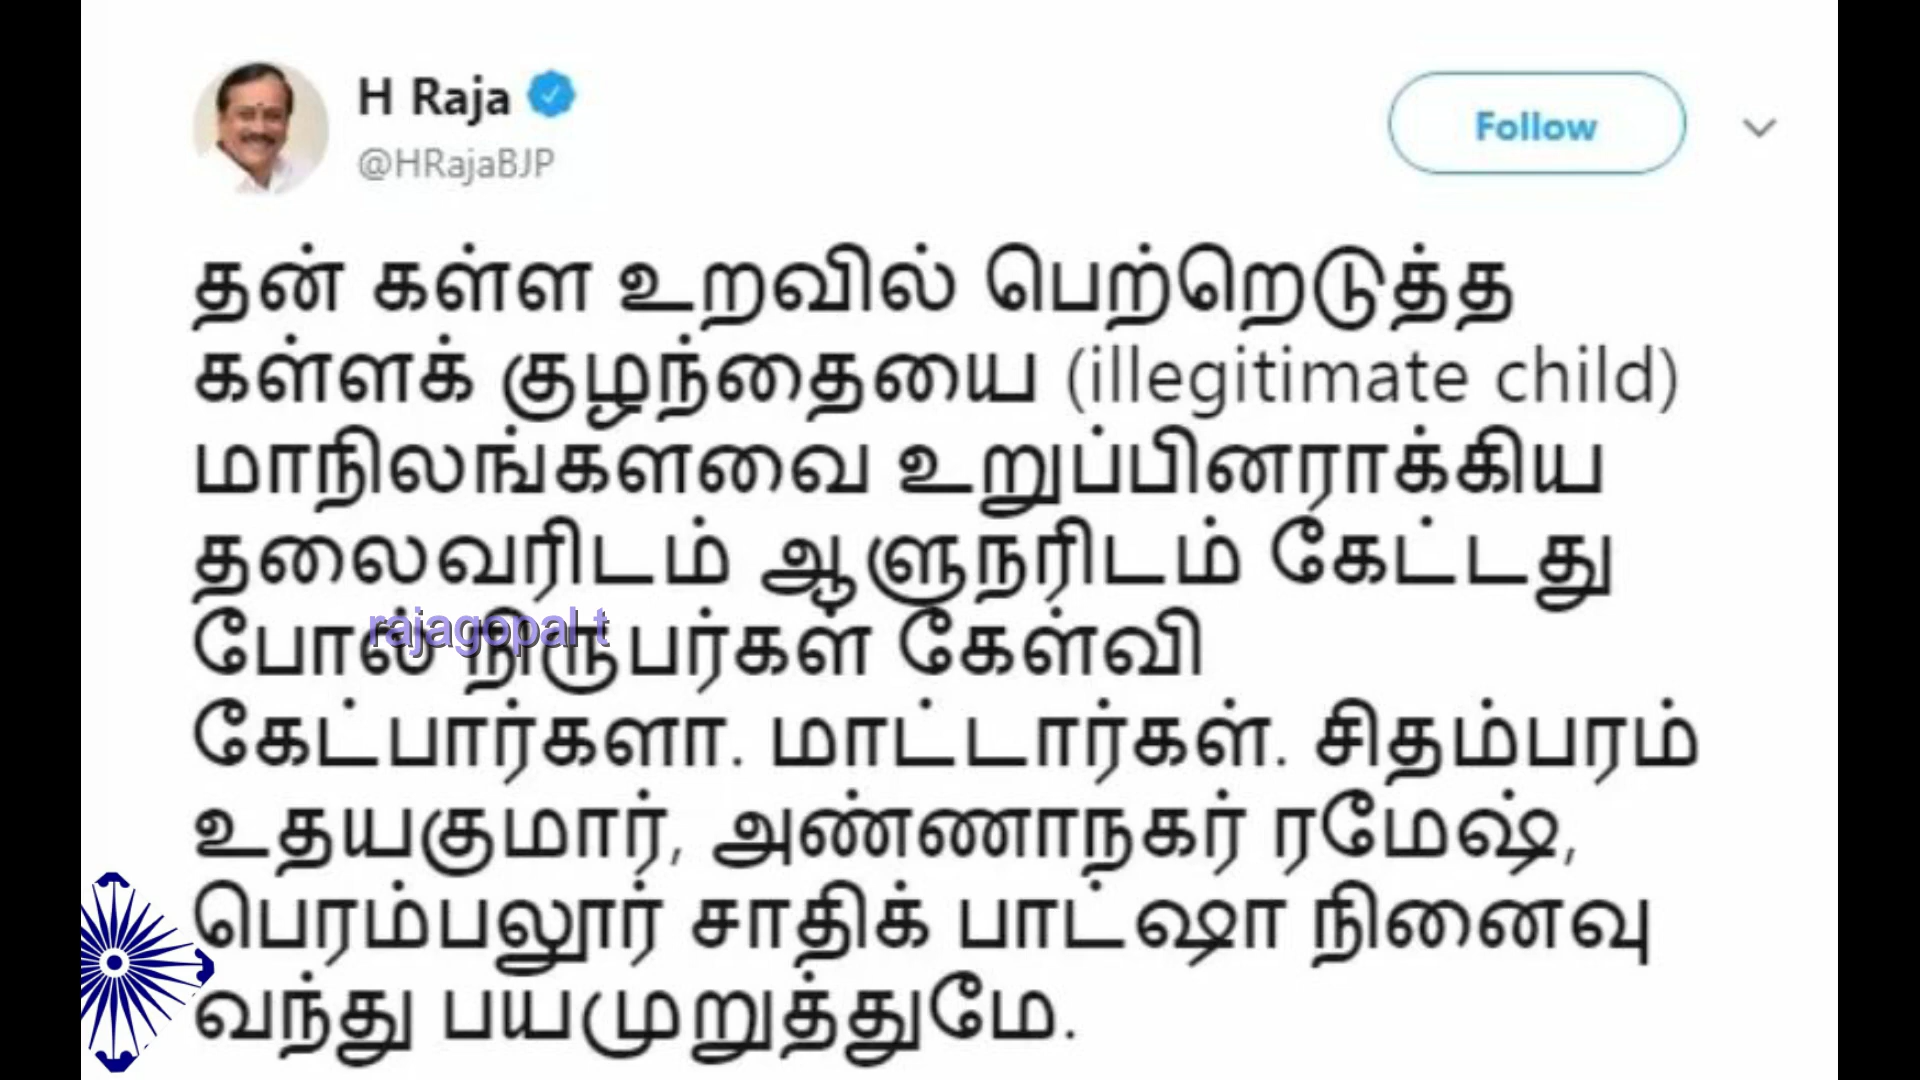 H Raja
@HRajaBJP
Follow
தன் கள்ள உறவில் பெற்றெடுத்த
கள்ளக் குழந்தையை (illegitimate child)
மாநிலங்களவை உறுப்பினராக்கிய
தலைவரிடம் ஆளுநரிடம் கேட்டது
போல் நிருபர்கள் கேள்வி
rajagopal t
கேட்பார்களா. மாட்டார்கள். சிதம்பரம்
உதயகுமார், அண்ணாநகர் ரமேஷ்,
பெரம்பலூர் சாதிக் பாட்ஷா நினைவு
வந்து பயமுறுத்துமே.